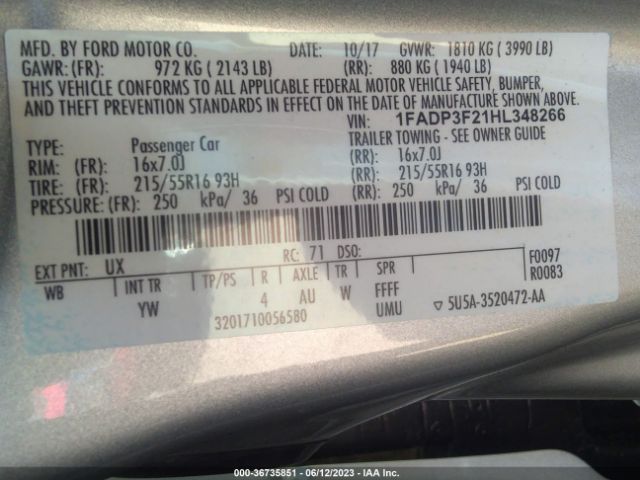 MFD. BY FORD MOTOR CO. DATE: 10/17 GVWR: 1810 KG ( 3990 LB)
GAWR: (FR): 972 KG ( 2143 LB) (RR): 880 KG ( 1940 LB)
THIS VEHICLE CONFORMS TO ALL APPLICABLE FEDERAL MOTOR VEHICLE SAFETY, BUMPER,
AND THEFT PREVENTION STANDARDS IN EFFECT ON THE DATE OF MANUFACTURE SHOWN ABOVE.
VIN: 1FADP3F21HL348266
TYPE: Passenger Car TRAILER TOWING - SEE OWNER GUIDE
RIM: (FR): 16x7.0J (RR): 16x7.0J
TIRE: (FR): 215/55R16 93H (RR): 215/55R16 93H
PRESSURE: (FR): 250 kPa/ 36 PSI COLD (RR): 250 kPa/ 36 PSI COLD
EXT PNT: UX RC: 71 DSO: F0097
WB INT TR TP/PS R AXLE TR SPR R0083
YW 4 AU W FFFF
3201710056580 UMU ▽ 5U5A-3520472-AA
000-36735851 - 06/12/2023 - IAA Inc.